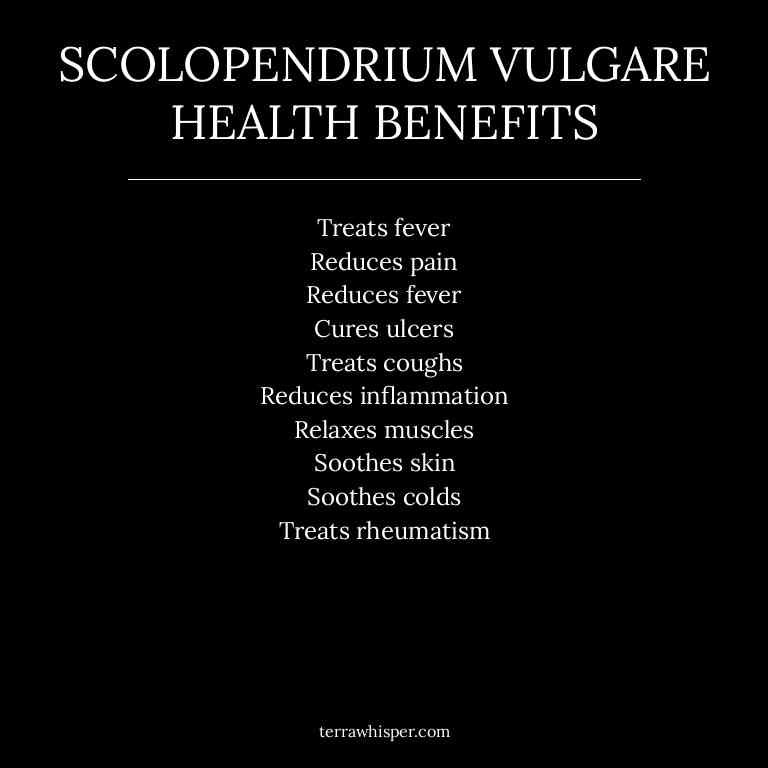 SCOLOPENDRIUM VULGARE
HEALTH BENEFITS
Treats fever
Reduces pain
Reduces fever
Cures ulcers
Treats coughs
Reduces inflammation
Relaxes muscles
Soothes skin
Soothes colds
Treats rheumatism
terrawhisper.com